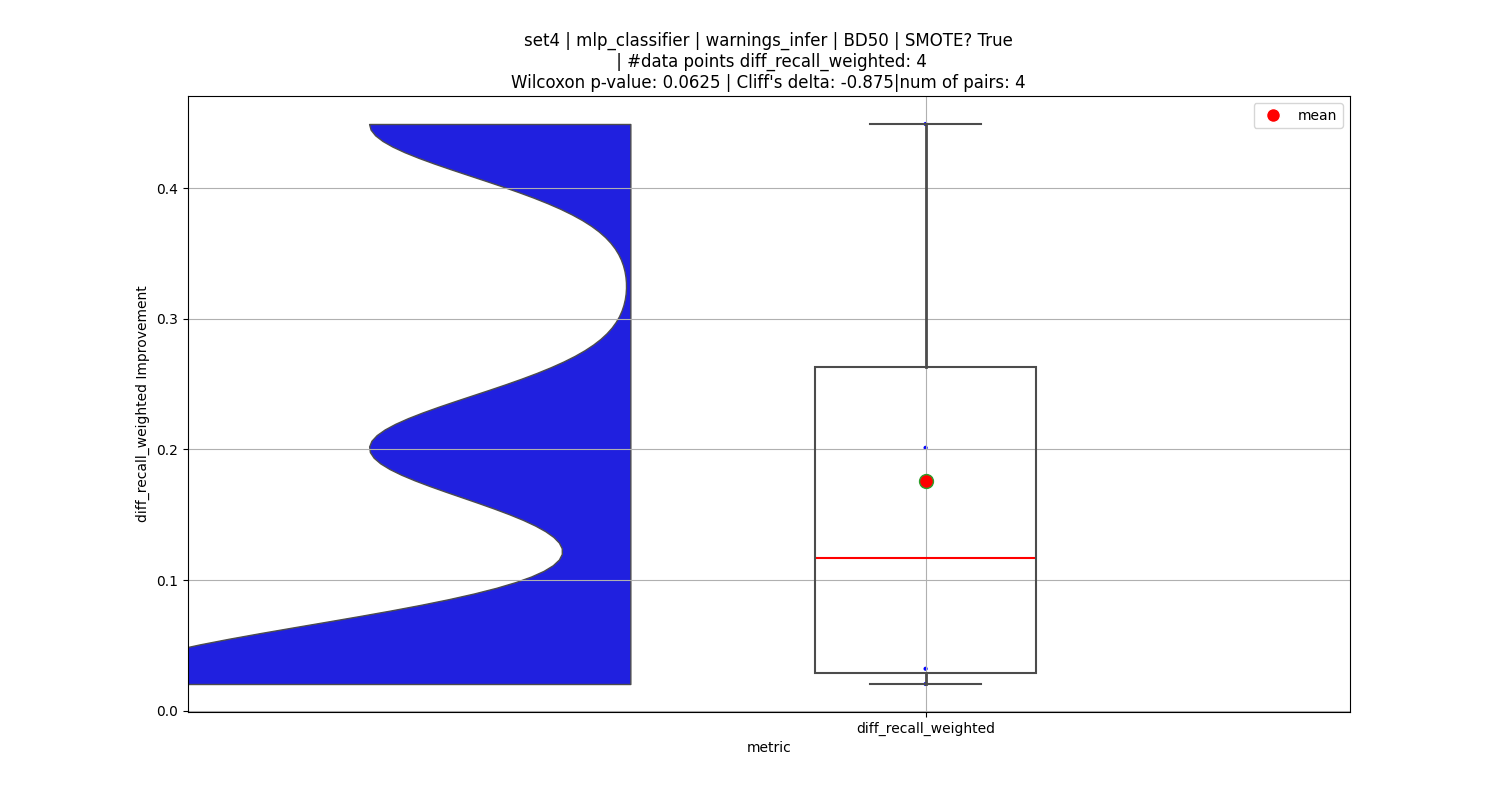 set4 | mlp_classifier | warnings_infer | BD50 | SMOTE? True
| #data points diff_recall_weighted: 4
Wilcoxon p-value: 0.0625 | Cliff's delta: -0.875|num of pairs: 4
mean
0.4
0.3
0.2
0.1
0.0
diff_recall_weighted Improvement
diff_recall_weighted
metric